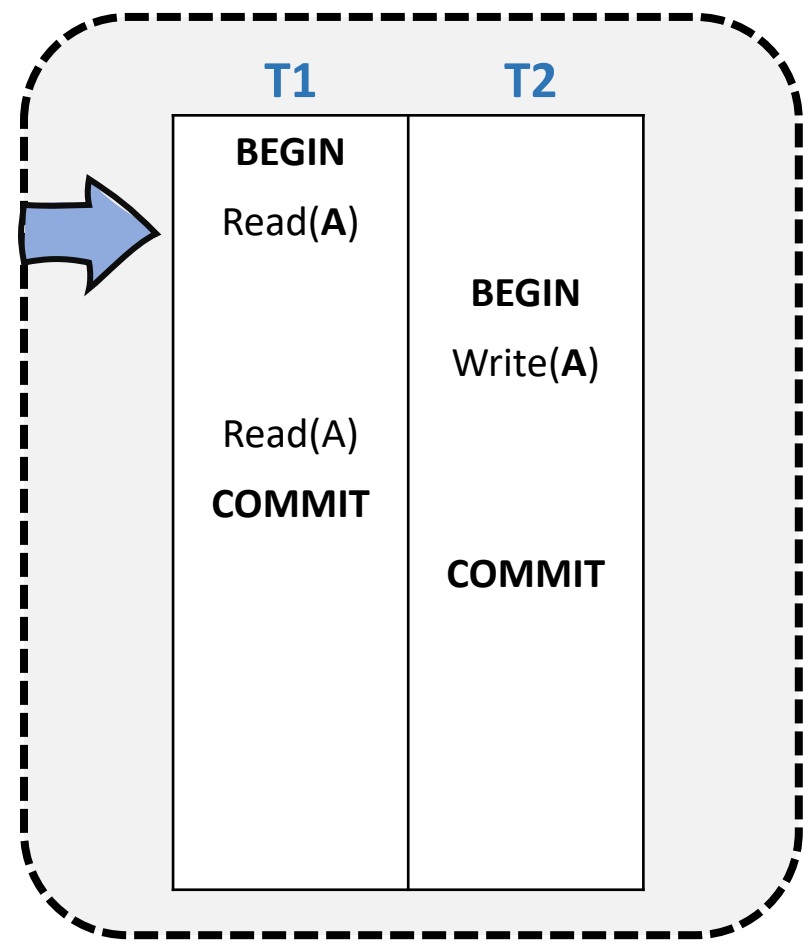 T1 T2
BEGIN
Read(A)
BEGIN
Write(A)
Read(A)
COMMIT
COMMIT